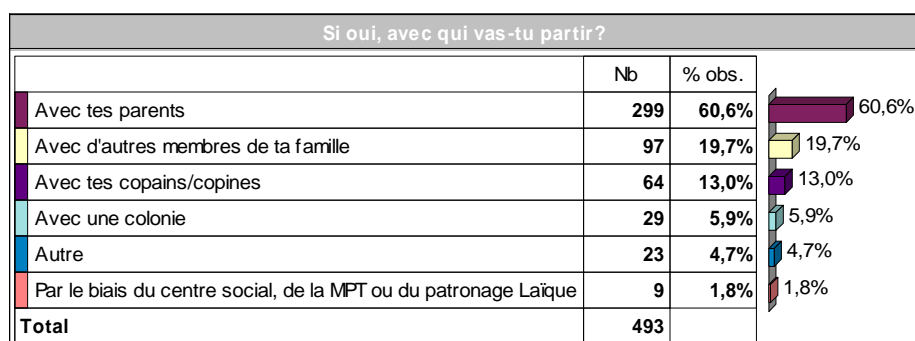 Si oui, avec qui vas-tu partir?
Nb % obs.
Avec tes parents 299 60,6% 60,6%
Avec d'autres membres de ta famille 97 19,7% 19,7%
Avec tes copains/copines 64 13,0% 13,0%
Avec une colonie 29 5,9% 5,9%
Autre 23 4,7% 4,7%
Par le biais du centre social, de la MPT ou du patronage Laïque 9 1,8% 1,8%
Total 493